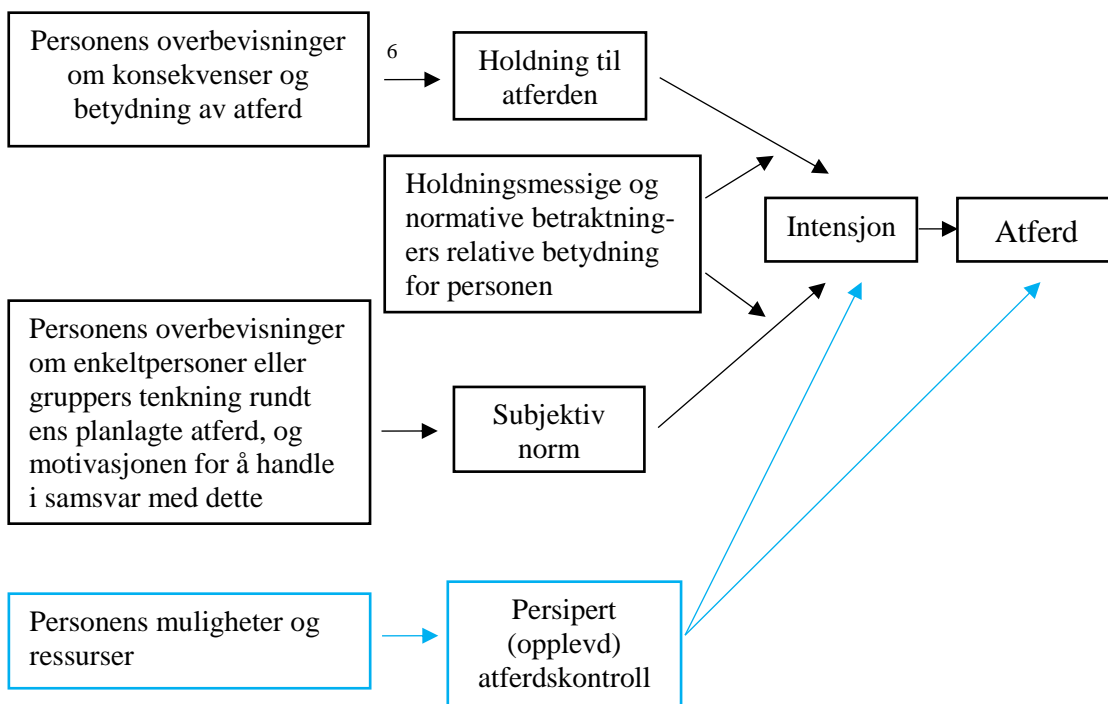 Personens overbevisninger
om konsekvenser og
betydning av atferd
6
Holdning til
atferden
Holdningsmessige og
normative betraktning-
ers relative betydning
for personen
Intensjon
Atferd
Personens overbevisninger
om enkeltpersoner eller
gruppers tenkning rundt
ens planlagte atferd, og
motivasjonen for å handle
i samsvar med dette
Subjektiv
norm
Personens muligheter og
ressurser
Persipert
(opplevd)
atferdskontroll